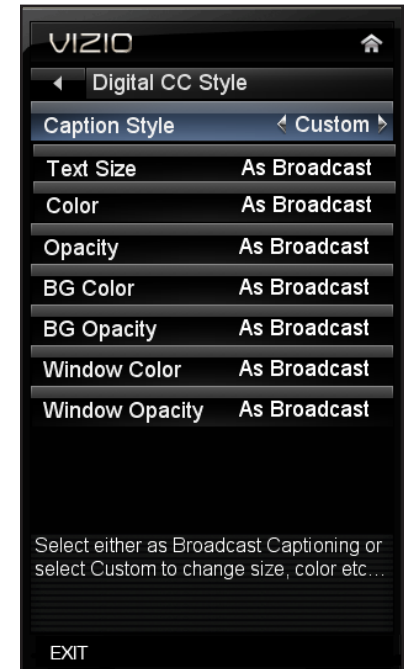 VIZIO
Digital CC Style
Caption Style Custom
Text Size As Broadcast
Color As Broadcast
Opacity As Broadcast
BG Color As Broadcast
BG Opacity As Broadcast
Window Color As Broadcast
Window Opacity As Broadcast
Select either as Broadcast Captioning or
select Custom to change size, color etc...
EXIT